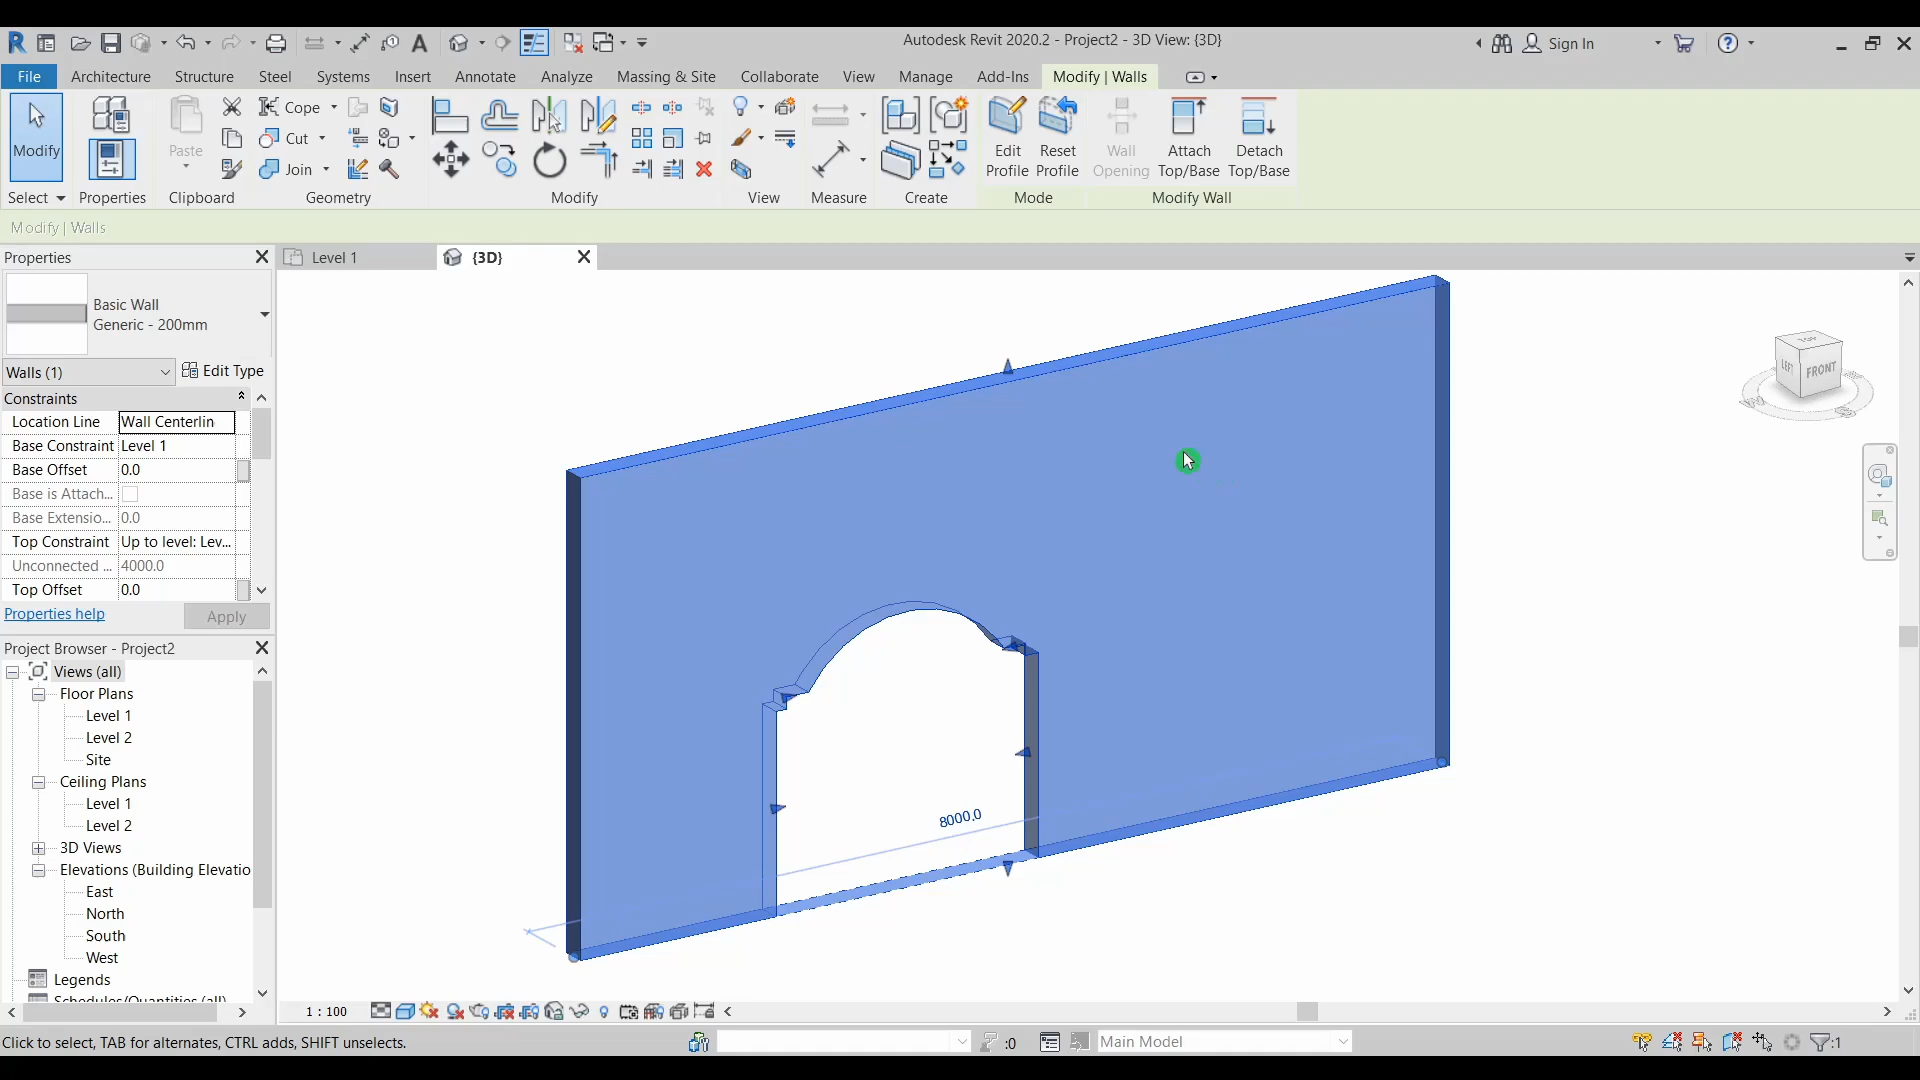 Autodesk Revit 2020.2 - Project2 - 3D View: {3D}
Sign In
File Architecture Structure Steel Systems Insert Annotate Analyze Massing & Site Collaborate View Manage Add-Ins Modify | Walls
Modify
Paste
Cope
Cut
Join
Edit Profile
Reset Profile
Wall Opening
Attach Top/Base
Detach Top/Base
Select Properties Clipboard Geometry Modify View Measure Create Mode Modify Wall
Modify | Walls
Properties
Level 1
{3D}
Basic Wall
Generic - 200mm
Walls (1)
Edit Type
Constraints
Location Line Wall Centerlin
Base Constraint Level 1
Base Offset 0.0
Base is Attach...
Base Extensio... 0.0
Top Constraint Up to level: Lev...
Unconnected ... 4000.0
Top Offset 0.0
Properties help
Apply
Project Browser - Project2
Views (all)
Floor Plans
Level 1
Level 2
Site
Ceiling Plans
Level 1
Level 2
3D Views
Elevations (Building Elevatio
East
North
South
West
Legends
Schedules/Quantities (all)
8000.0
TOP
LEFT
FRONT
1 : 100
Click to select, TAB for alternates, CTRL adds, SHIFT unselects.
:0
Main Model
:1